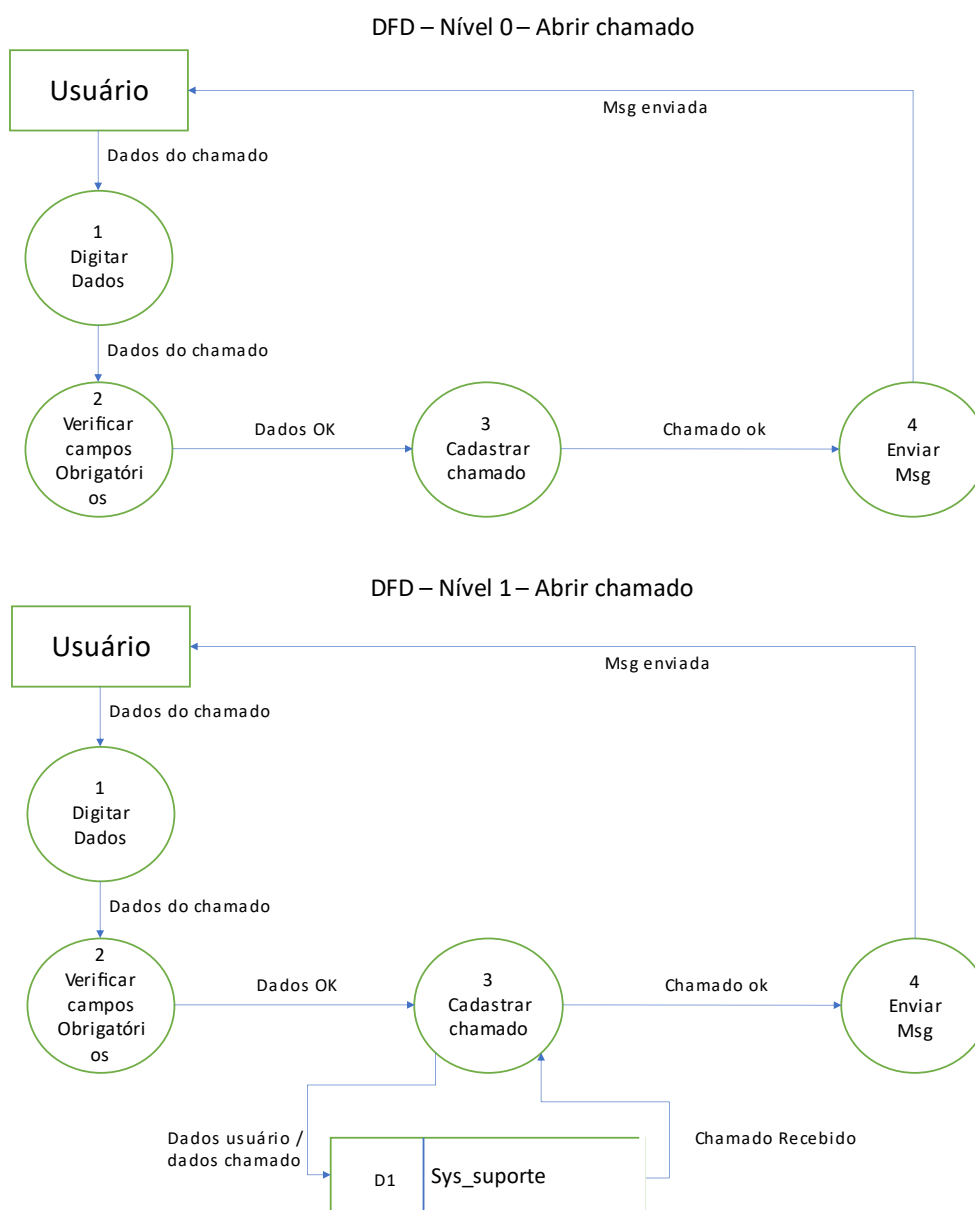 DFD – Nível 0 – Abrir chamado
Usuário
Msg enviada
Dados do chamado
1
Digitar
Dados
Dados do chamado
2
Verificar
campos
Obrigatóri
os
Dados OK
3
Cadastrar
chamado
Chamado ok
4
Enviar
Msg
DFD – Nível 1 – Abrir chamado
Usuário
Msg enviada
Dados do chamado
1
Digitar
Dados
Dados do chamado
2
Verificar
campos
Obrigatóri
os
Dados OK
3
Cadastrar
chamado
Chamado ok
4
Enviar
Msg
Dados usuário /
dados chamado
D1
Sys_suporte
Chamado Recebido